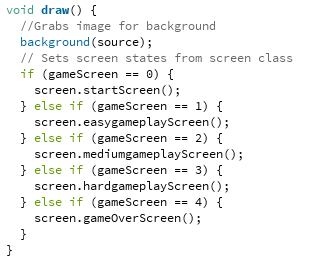 void draw() {
  //Grabs image for background
  background(source);
  // Sets screen states from screen class
  if (gameScreen == 0) {
    screen.startScreen();
  } else if (gameScreen == 1) {
    screen.easygameplayScreen();
  } else if (gameScreen == 2) {
    screen.mediumgameplayScreen();
  } else if (gameScreen == 3) {
    screen.hardgameplayScreen();
  } else if (gameScreen == 4) {
    screen.gameOverScreen();
  }
}